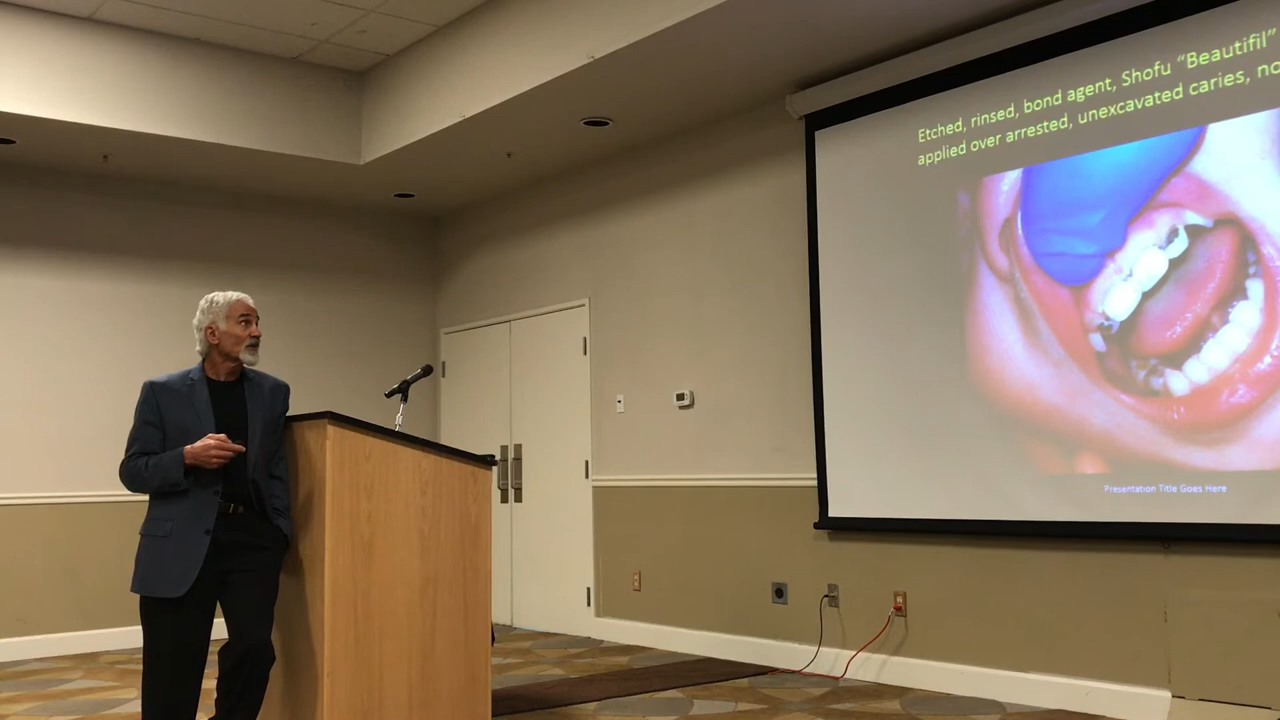 Etched, rinsed, bond agent, Shofu “Beautifil”
applied over arrested, unexcavated caries, no
Presentation Title Goes Here